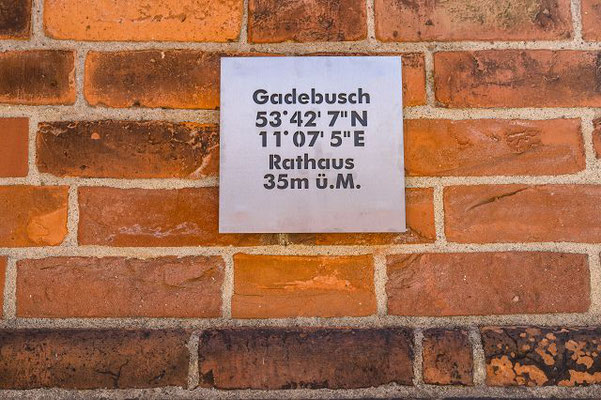 Gadebusch
53°42' 7"N
11°07' 5"E
Rathaus
35m ü.M.